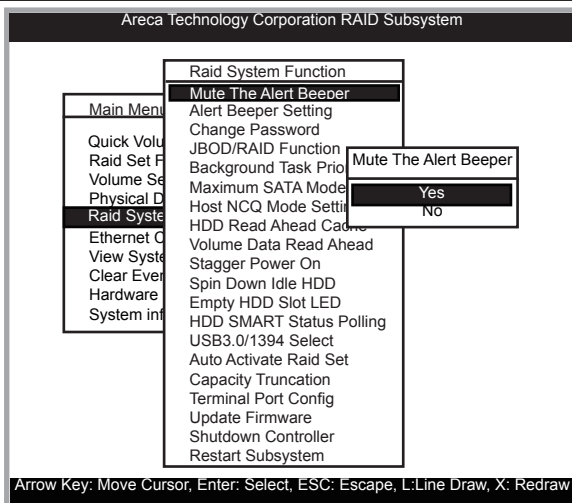 Areca Technology Corporation RAID Subsystem
Main Menu
Quick Volu
Raid Set F
Volume Se
Physical D
Raid Syste
Ethernet C
View Syste
Clear Ever
Hardware
System inf
Raid System Function
Mute The Alert Beeper
Alert Beeper Setting
Change Password
JBOD/RAID Function
Background Task Prio
Maximum SATA Mode
Host NCQ Mode Settin
HDD Read Ahead Cache
Volume Data Read Ahead
Stagger Power On
Spin Down Idle HDD
Empty HDD Slot LED
HDD SMART Status Polling
USB3.0/1394 Select
Auto Activate Raid Set
Capacity Truncation
Terminal Port Config
Update Firmware
Shutdown Controller
Restart Subsystem
Mute The Alert Beeper
Yes
No
Arrow Key: Move Cursor, Enter: Select, ESC: Escape, L:Line Draw, X: Redraw